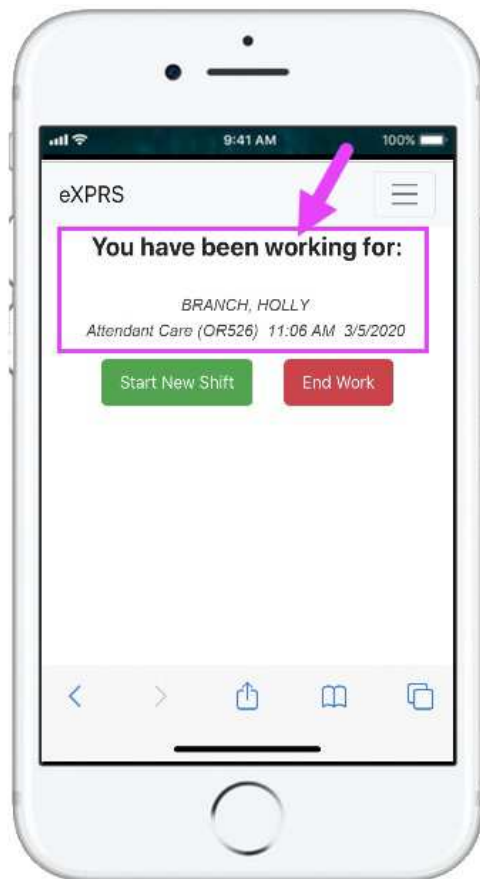 9:41 AM 100%
eXPRS
You have been working for:
BRANCH, HOLLY
Attendant Care (OR526) 11:06 AM 3/5/2020
Start New Shift End Work